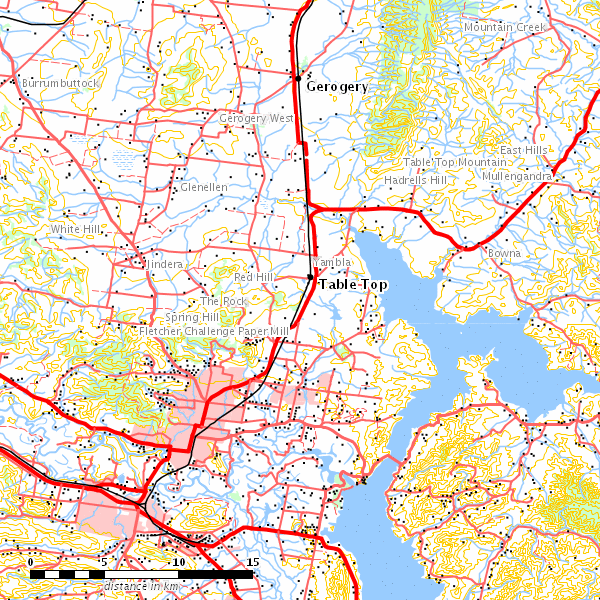 Mountain Creek
Burrumbuttock
Gerogery
Gerogery West
East Hills
Table Top Mountain
Mullengandra
Hadrells Hill
Glenellen
White Hill
Bowna
Jindera
Yambla
Red Hill
Table Top
The Rock
Spring Hill
Fletcher Challenge Paper Mill
0 5 10 15
distance in km